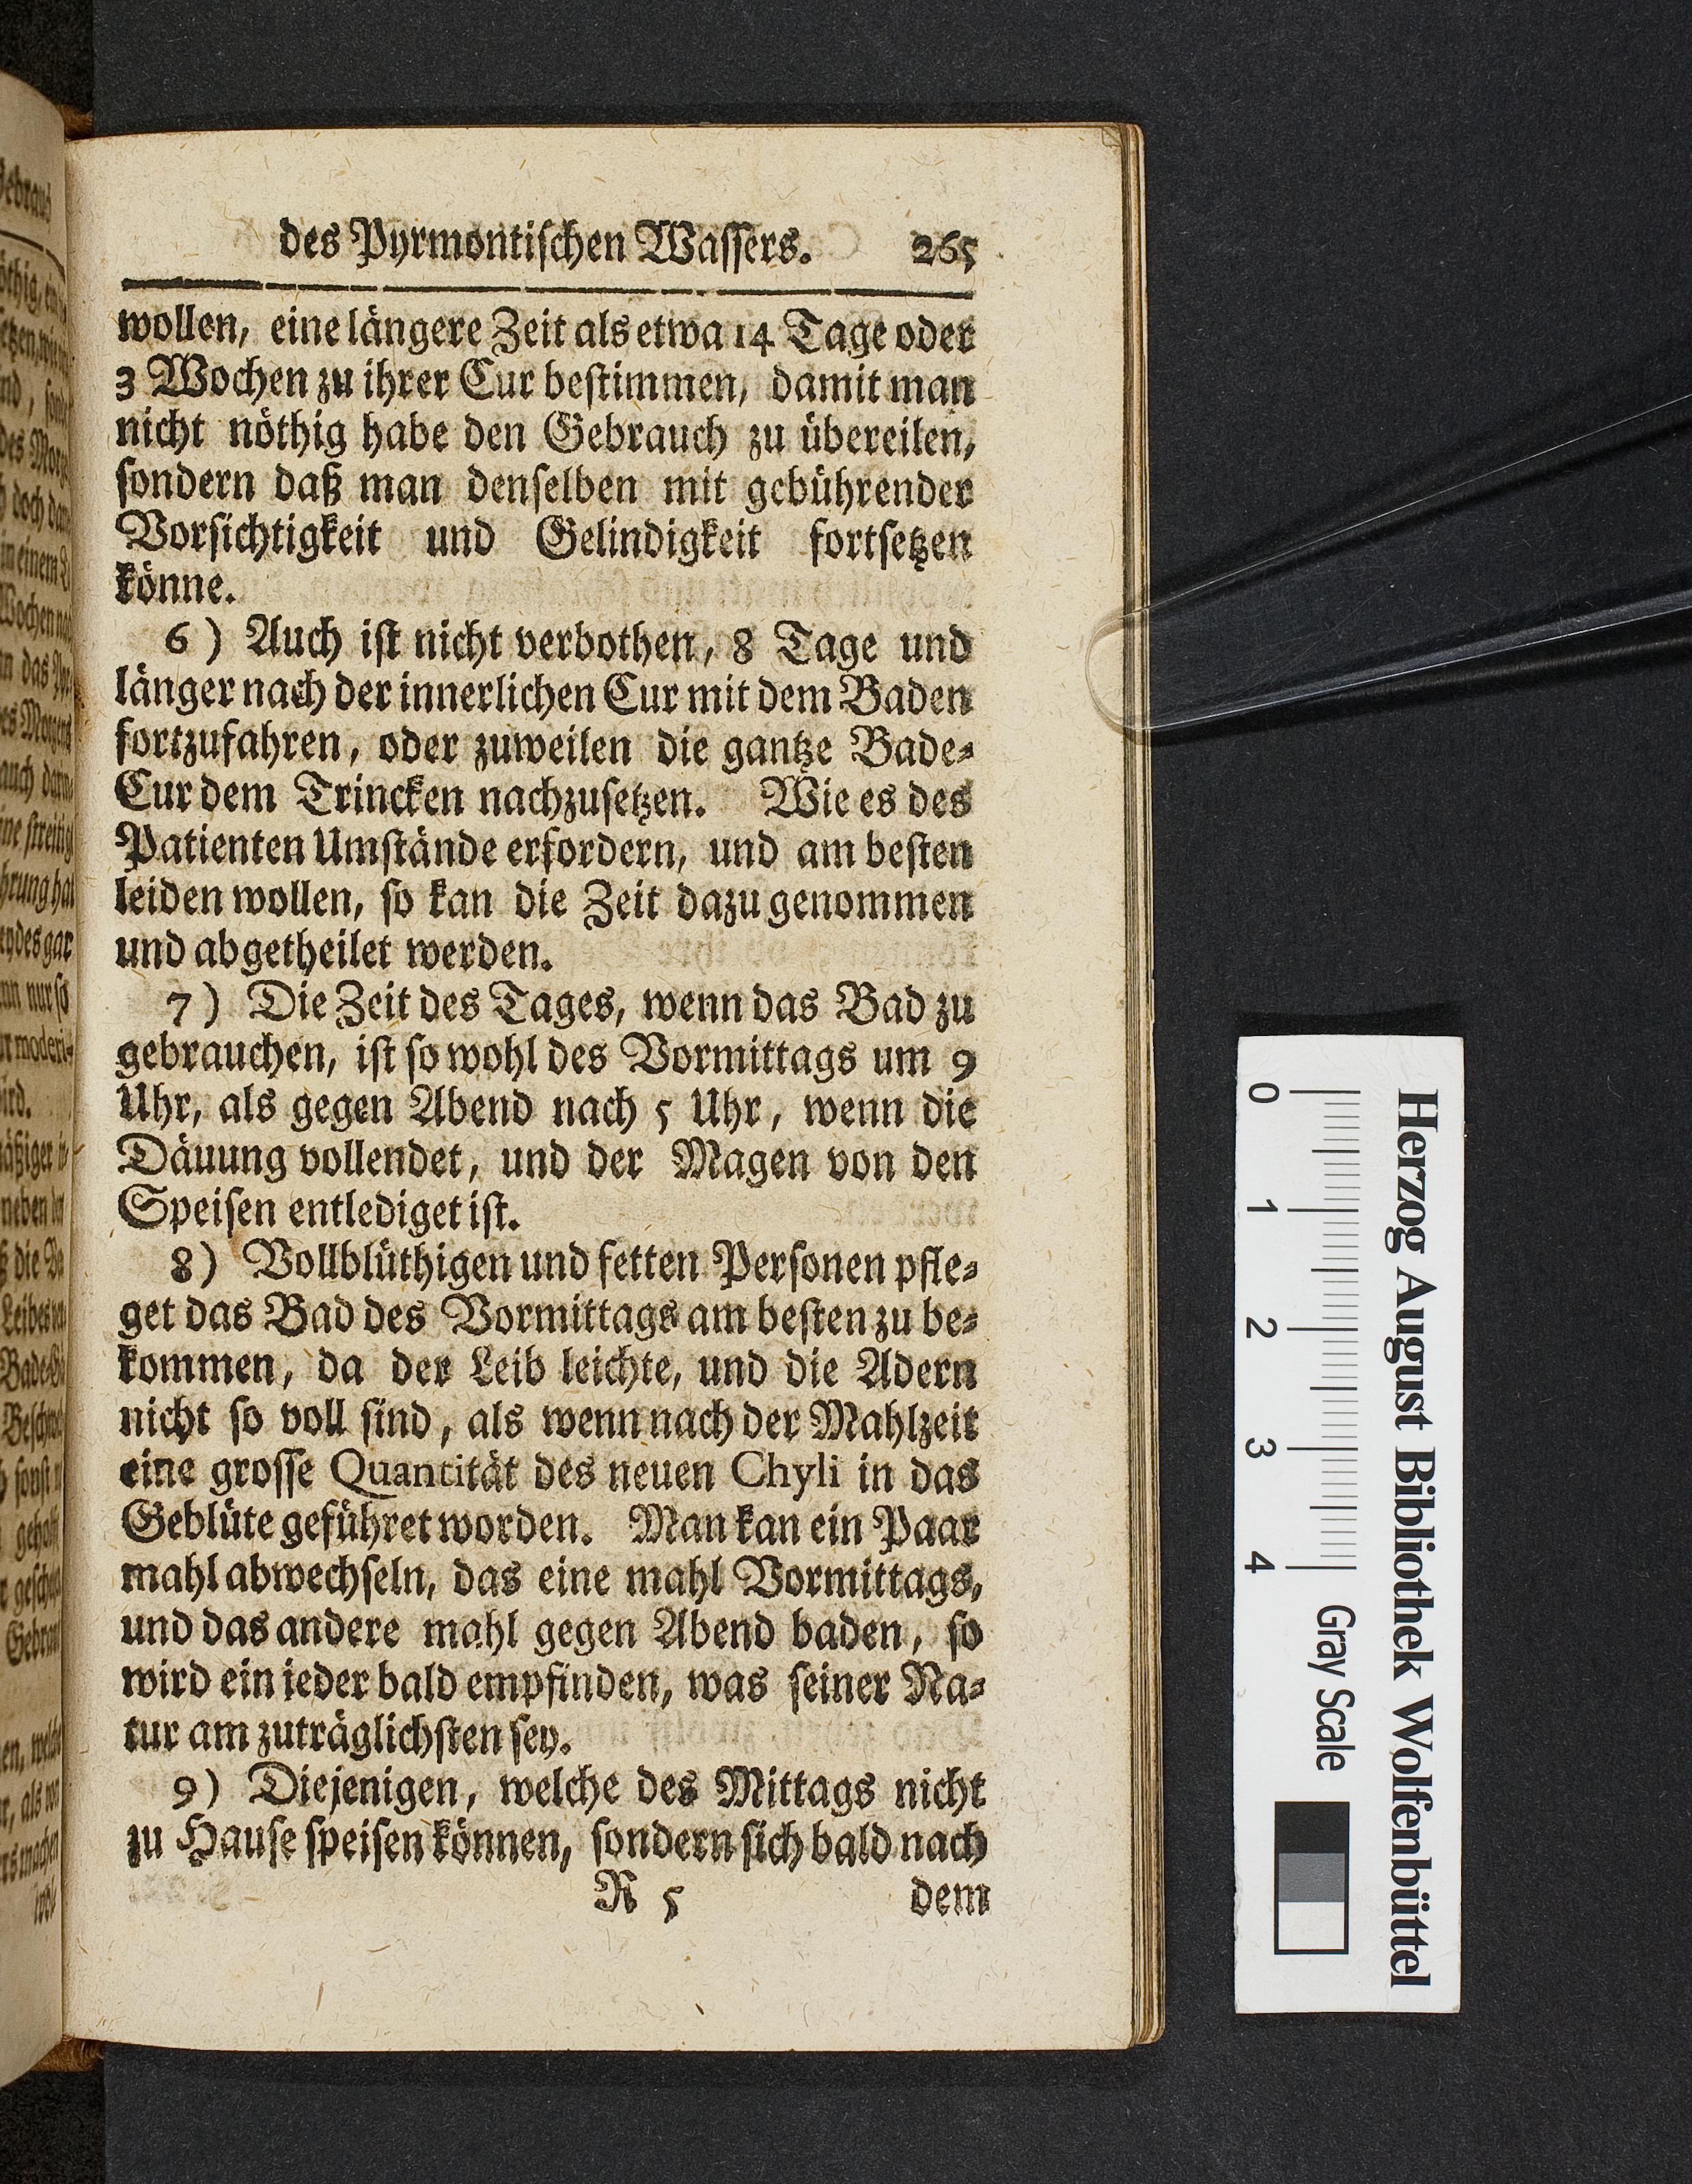 des Pyrmontischen Wassers. 265
wollen, eine längere Zeit als etwa 14 Tage oder
3 Wochen zu ihrer Cur bestimmen, damit man
nicht nöthig habe den Gebrauch zu übereilen,
sondern daß man denselben mit gebührender
Vorsichtigkeit und Gelindigkeit fortsetzen
könne.
6) Auch ist nicht verbothen, 8 Tage und
länger nach der innerlichen Cur mit dem Baden
fortzufahren, oder zuweilen die gantze Bade-
Cur dem Trincken nachzusetzen. Wie es des
Patienten Umstände erfordern, und am besten
leiden wollen, so kan die Zeit dazu genommen
und abgetheilet werden.
7) Die Zeit des Tages, wenn das Bad zu
gebrauchen, ist so wohl des Vormittags um 9
Uhr, als gegen Abend nach 5 Uhr, wenn die
Däuung vollendet, und der Magen von den
Speisen entlediget ist.
8) Vollblüthigen und fetten Personen pfle-
get das Bad des Vormittags am besten zu be-
kommen, da der Leib leichte, und die Adern
nicht so voll sind, als wenn nach der Mahlzeit
eine grosse Quantität des neuen Chyli in das
Geblüte geführet worden. Man kan ein Paar
mahl abwechseln, das eine mahl Vormittags,
und das andere mahl gegen Abend baden, so
wird ein ieder bald empfinden, was seiner Na-
tur am zuträglichsten sey.
9) Diejenigen, welche des Mittags nicht
zu Hause speisen können, sondern sich bald nach
R 5 dem
Herzog August Bibliothek Wolfenbüttel
0 1 2 3 4 Gray Scale